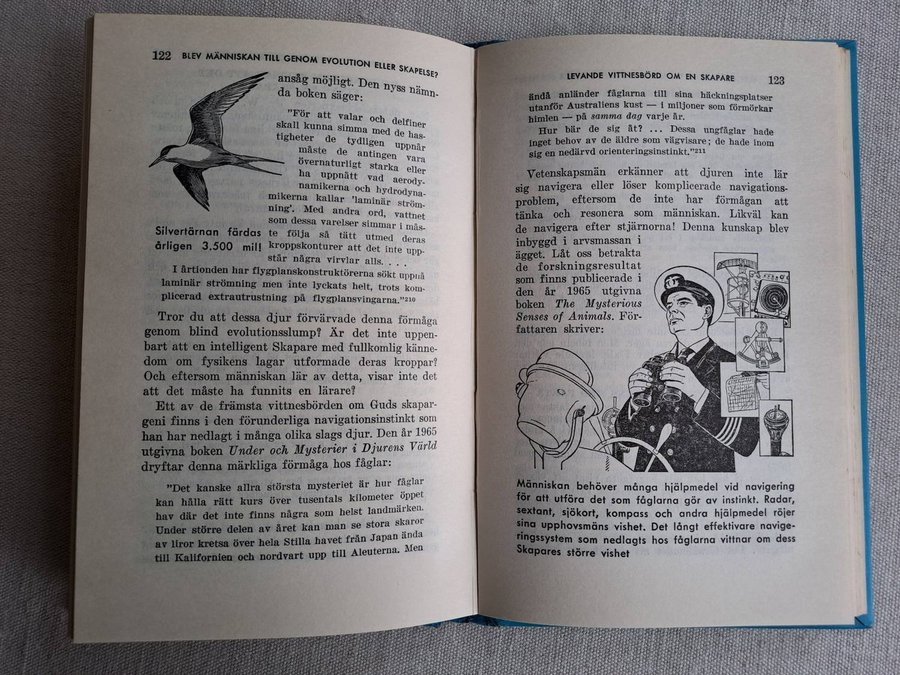 122 BLEV MÄNNISKAN TILL GENOM EVOLUTION ELLER SKAPELSE?
ansåg möjligt. Den nyss nämn-
da boken säger:
"För att valar och delfiner
skall kunna simma med de has-
tigheter de tydligen uppnår
måste de antingen vara
övernaturligt starka eller
ha uppnått vad aerody-
namikerna och hydrodyna-
mikerna kallar 'laminär ström-
ning'. Med andra ord, vattnet
som dessa varelser simmar i mås-
te följa så tätt utmed deras
kroppskonturer att det inte upp-
står några virvlar alls. . . .
Silvertärnan färdas
årligen 3.500 mil!
I årtionden har flygplanskonstruktörerna sökt uppnå
laminär strömning men inte lyckats helt, trots kom-
plicerad extrautrustning på flygplansvingarna."210
Tror du att dessa djur förvärvade denna förmåga
genom blind evolutionsslump? Är det inte uppen-
bart att en intelligent Skapare med fullkomlig känne-
dom om fysikens lagar utformade deras kroppar?
Och eftersom människan lär av detta, visar inte det
att det måste ha funnits en lärare?
Ett av de främsta vittnesbörden om Guds skapar-
geni finns i den förunderliga navigationsinstinkt som
han har nedlagt i många olika slags djur. Den år 1965
utgivna boken Under och Mysterier i Djurens Värld
dryftar denna märkliga förmåga hos fåglar:
"Det kanske allra största mysteriet är hur fåglar
kan hålla rätt kurs över tusentals kilometer öppet
hav där det inte finns några som helst landmärken.
Under större delen av året kan man se stora skaror
av liror kretsa över hela Stilla havet från Japan ända
till Kalifornien och nordvart upp till Aleuterna. Men
LEVANDE VITTNESBÖRD OM EN SKAPARE 123
ändå anländer fåglarna till sina häckningsplatser
utanför Australiens kust — i miljoner som förmörkar
himlen — på samma dag varje år.
Hur bär de sig åt? ... Dessa ungfåglar hade
inget behov av de äldre som vägvisare; de hade inom
sig en nedärvd orienteringsinstinkt."211
Vetenskapsmän erkänner att djuren inte lär
sig navigera eller löser komplicerade navigations-
problem, eftersom de inte har förmågan att
tänka och resonera som människan. Likväl kan
de navigera efter stjärnorna! Denna kunskap blev
inbyggd i arvsmassan i
ägget. Låt oss betrakta
de forskningsresultat
som finns publicerade i
den år 1965 utgivna
boken The Mysterious
Senses of Animals. För-
fattaren skriver:
Människan behöver många hjälpmedel vid navigering
för att utföra det som fåglarna gör av instinkt. Radar,
sextant, sjökort, kompass och andra hjälpmedel röjer
sina upphovsmäns vishet. Det långt effektivare navige-
ringssystem som nedlagts hos fåglarna vittnar om dess
Skapares större vishet